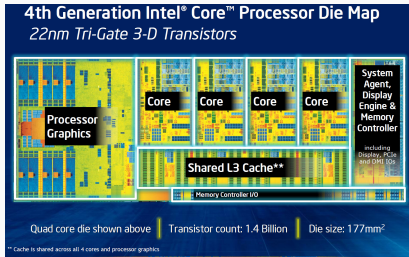 4th Generation Intel® Core™ Processor Die Map
22nm Tri-Gate 3-D Transistors
Processor
Graphics
Core
Core
Core
Core
System
Agent,
Display
Engine &
Memory
Controller
including
Display, PCIe
and DMI IOs
Shared L3 Cache**
Memory Controller I/O
Quad core die shown above
Transistor count: 1.4 Billion
Die size: 177mm²
** Cache is shared across all 4 cores and processor graphics